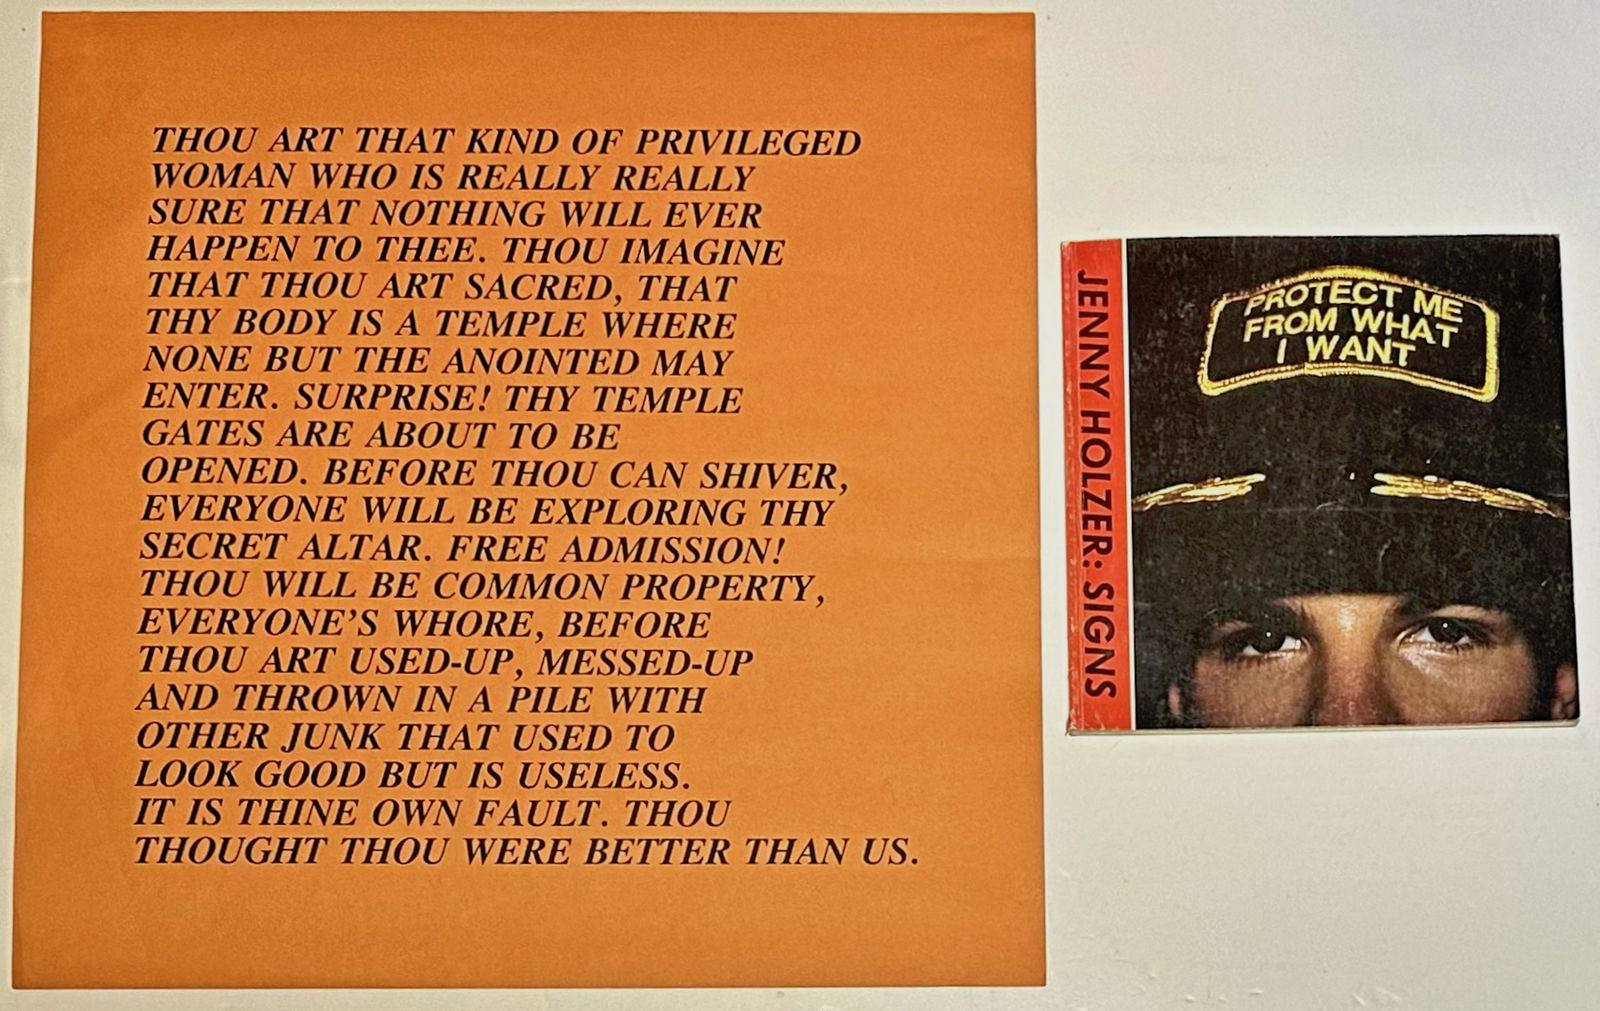 THOU ART THAT KIND OF PRIVILEGED
WOMAN WHO IS REALLY REALLY
SURE THAT NOTHING WILL EVER
HAPPEN TO THEE. THOU IMAGINE
THAT THOU ART SACRED, THAT
THY BODY IS A TEMPLE WHERE
NONE BUT THE ANOINTED MAY
ENTER. SURPRISE! THY TEMPLE
GATES ARE ABOUT TO BE
OPENED. BEFORE THOU CAN SHIVER,
EVERYONE WILL BE EXPLORING THY
SECRET ALTAR. FREE ADMISSION!
THOU WILL BE COMMON PROPERTY,
EVERYONE'S WHORE, BEFORE
THOU ART USED-UP, MESSED-UP
AND THROWN IN A PILE WITH
OTHER JUNK THAT USED TO
LOOK GOOD BUT IS USELESS.
IT IS THINE OWN FAULT. THOU
THOUGHT THOU WERE BETTER THAN US.
JENNY HOLZER: SIGNS
PROTECT ME
FROM WHAT
I WANT